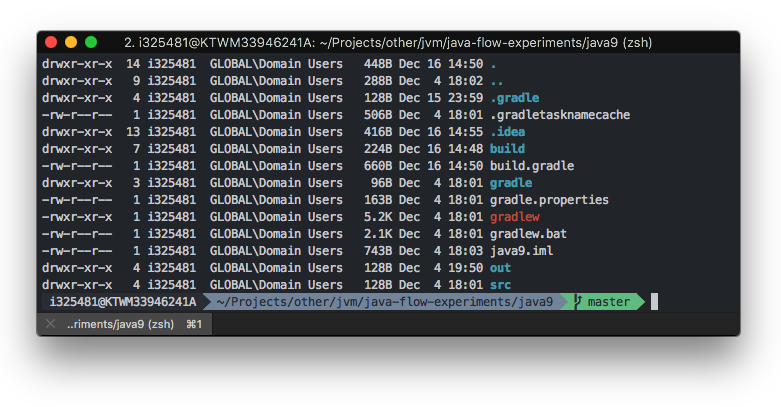 2. i325481@KTWM33946241A: ~/Projects/other/jvm/java-flow-experiments/java9 (zsh)
drwxr-xr-x 14 i325481 GLOBAL\Domain Users 448B Dec 16 14:50 .
drwxr-xr-x 9 i325481 GLOBAL\Domain Users 288B Dec 4 18:02 ..
drwxr-xr-x 4 i325481 GLOBAL\Domain Users 128B Dec 15 23:59 .gradle
-rw-r--r-- 1 i325481 GLOBAL\Domain Users 506B Dec 4 18:01 .gradletasknamecache
drwxr-xr-x 13 i325481 GLOBAL\Domain Users 416B Dec 16 14:55 .idea
drwxr-xr-x 7 i325481 GLOBAL\Domain Users 224B Dec 16 14:48 build
-rw-r--r-- 1 i325481 GLOBAL\Domain Users 660B Dec 16 14:50 build.gradle
drwxr-xr-x 3 i325481 GLOBAL\Domain Users 96B Dec 4 18:01 gradle
-rw-r--r-- 1 i325481 GLOBAL\Domain Users 163B Dec 4 18:01 gradle.properties
-rwxr-xr-x 1 i325481 GLOBAL\Domain Users 5.2K Dec 4 18:01 gradlew
-rw-r--r-- 1 i325481 GLOBAL\Domain Users 2.1K Dec 4 18:01 gradlew.bat
-rw-r--r-- 1 i325481 GLOBAL\Domain Users 743B Dec 4 18:03 java9.iml
drwxr-xr-x 4 i325481 GLOBAL\Domain Users 128B Dec 4 19:50 out
drwxr-xr-x 4 i325481 GLOBAL\Domain Users 128B Dec 4 18:01 src
i325481@KTWM33946241A ~/Projects/other/jvm/java-flow-experiments/java9 master
..riments/java9 (zsh) ⌘1